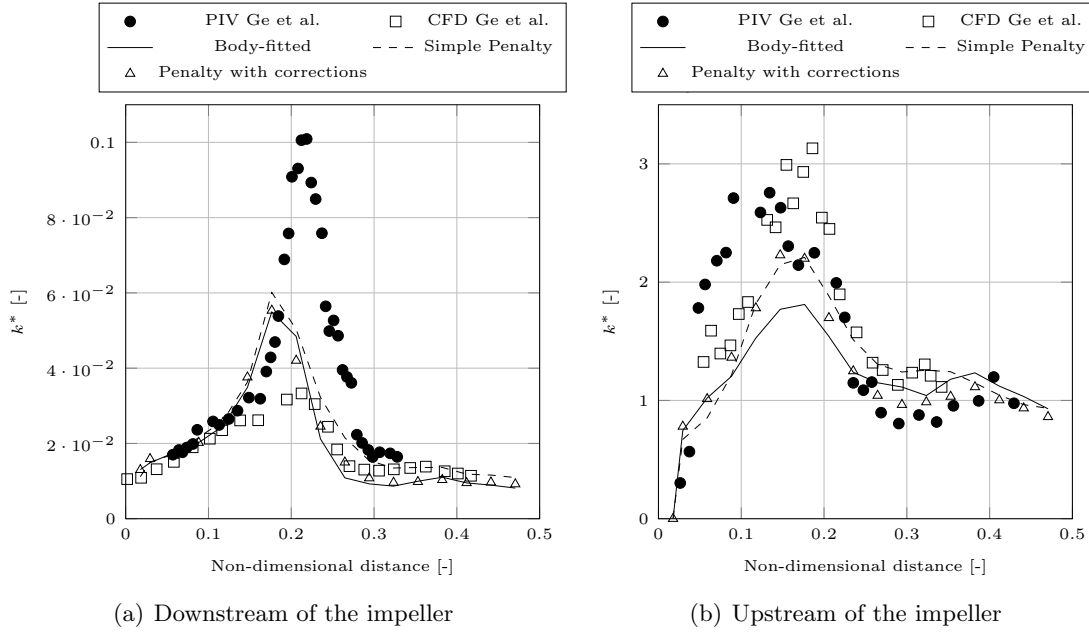 PIV Ge et al. CFD Ge et al.
Body-fitted Simple Penalty
Penalty with corrections
0.1
8 · 10⁻²
6 · 10⁻²
4 · 10⁻²
2 · 10⁻²
0
k* [-]
0 0.1 0.2 0.3 0.4 0.5
Non-dimensional distance [-]
(a) Downstream of the impeller
PIV Ge et al. CFD Ge et al.
Body-fitted Simple Penalty
Penalty with corrections
3
2
1
0
k* [-]
0 0.1 0.2 0.3 0.4 0.5
Non-dimensional distance [-]
(b) Upstream of the impeller